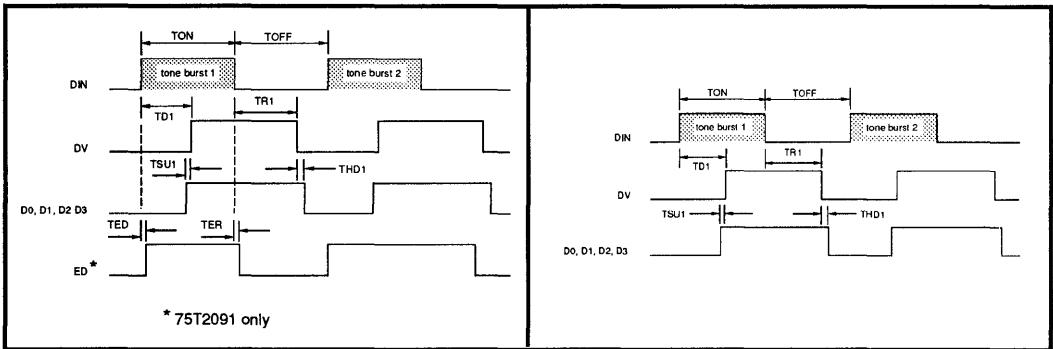 TON TOFF
DIN tone burst 1 tone burst 2
TD1 TR1
DV
TSU1 THD1
D0, D1, D2 D3
TED TER
ED*
* 75T2091 only
TON TOFF
DIN tone burst 1 tone burst 2
TD1 TR1
DV
TSU1 THD1
D0, D1, D2, D3